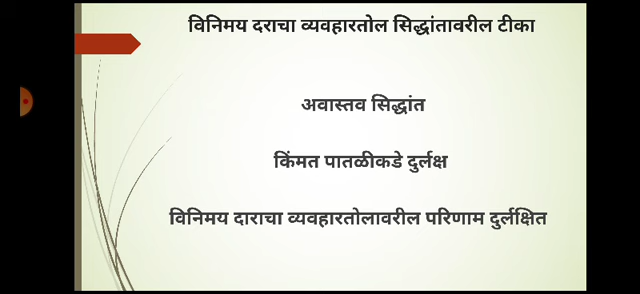 विनिमय दराचा व्यवहारतोल सिद्धांतावरील टीका
अवास्तव सिद्धांत
किंमत पातळीकडे दुर्लक्ष
विनिमय दाराचा व्यवहारतोलावरील परिणाम दुर्लक्षित